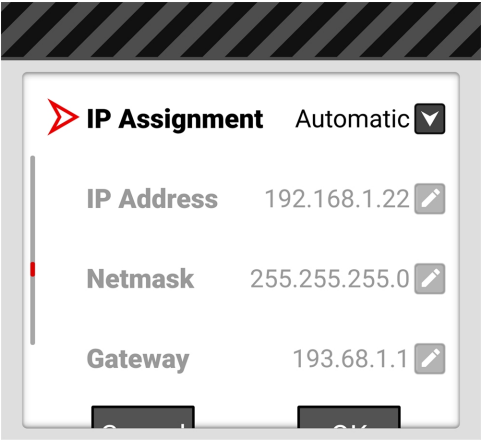 IP Assignment Automatic
IP Address 192.168.1.22
Netmask 255.255.255.0
Gateway 193.68.1.1